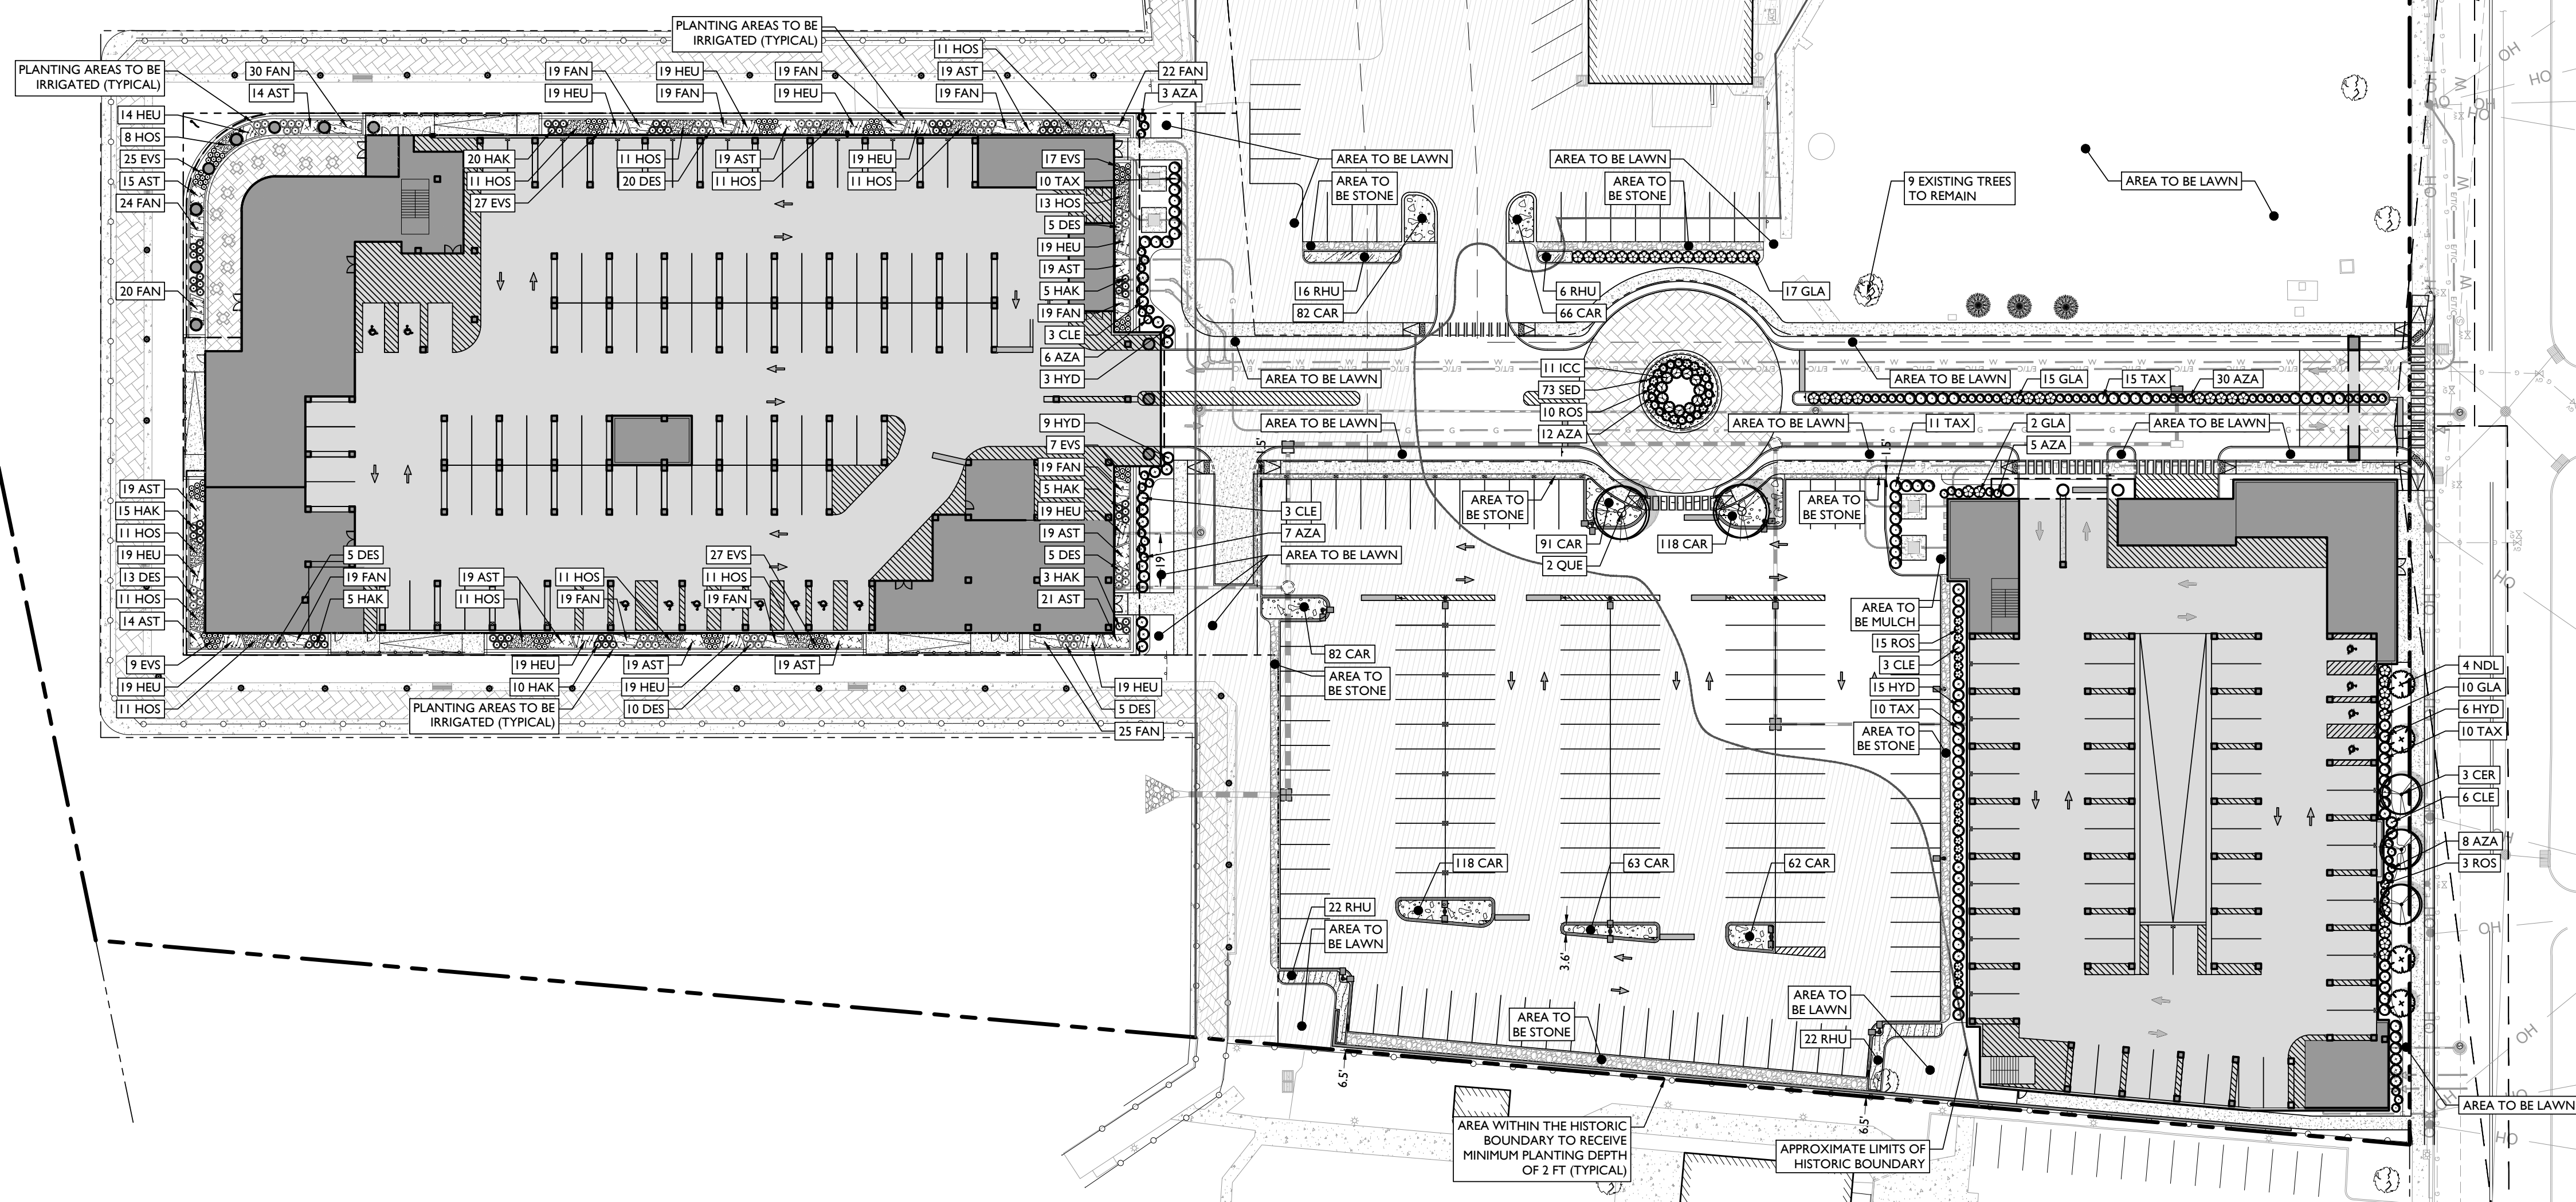 PLANTING AREAS TO BE
IRRIGATED (TYPICAL)
PLANTING AREAS TO BE
IRRIGATED (TYPICAL)
30 FAN
14 AST
19 FAN
19 HEU
19 HEU
19 FAN
19 FAN
19 HEU
11 HOS
19 AST
19 FAN
22 FAN
3 AZA
14 HEU
8 HOS
25 EVS
15 AST
24 FAN
20 FAN
20 HAK
11 HOS
27 EVS
11 HOS
20 DES
19 AST
11 HOS
19 HEU
11 HOS
17 EVS
10 TAX
13 HOS
5 DES
19 HEU
19 AST
5 HAK
19 FAN
3 CLE
6 AZA
3 HYD
9 HYD
7 EVS
19 FAN
5 HAK
19 HEU
19 AST
5 DES
3 HAK
21 AST
19 AST
15 HAK
11 HOS
19 HEU
13 DES
11 HOS
14 AST
9 EVS
19 HEU
11 HOS
5 DES
19 FAN
5 HAK
19 AST
11 HOS
11 HOS
19 FAN
27 EVS
11 HOS
19 FAN
19 HEU
10 HAK
PLANTING AREAS TO BE
IRRIGATED (TYPICAL)
19 AST
19 HEU
10 DES
19 AST
19 HEU
5 DES
25 FAN
AREA TO BE LAWN
AREA TO
BE STONE
AREA TO BE LAWN
AREA TO
BE STONE
9 EXISTING TREES
TO REMAIN
AREA TO BE LAWN
16 RHU
82 CAR
6 RHU
66 CAR
17 GLA
AREA TO BE LAWN
11 ICC
73 SED
10 ROS
12 AZA
AREA TO BE LAWN
15 GLA
15 TAX
30 AZA
AREA TO BE LAWN
AREA TO BE LAWN
11 TAX
2 GLA
5 AZA
AREA TO BE LAWN
15'
15'
3 CLE
7 AZA
AREA TO BE LAWN
19'
AREA TO
BE STONE
91 CAR
2 QUE
118 CAR
AREA TO
BE STONE
82 CAR
AREA TO
BE STONE
AREA TO
BE MULCH
15 ROS
3 CLE
15 HYD
10 TAX
AREA TO
BE STONE
4 NDL
10 GLA
6 HYD
10 TAX
3 CER
6 CLE
8 AZA
3 ROS
118 CAR
63 CAR
62 CAR
3.6'
22 RHU
AREA TO
BE LAWN
AREA TO
BE STONE
AREA TO
BE LAWN
22 RHU
6.5'
6.5'
AREA WITHIN THE HISTORIC
BOUNDARY TO RECEIVE
MINIMUM PLANTING DEPTH
OF 2 FT (TYPICAL)
APPROXIMATE LIMITS OF
HISTORIC BOUNDARY
AREA TO BE LAWN